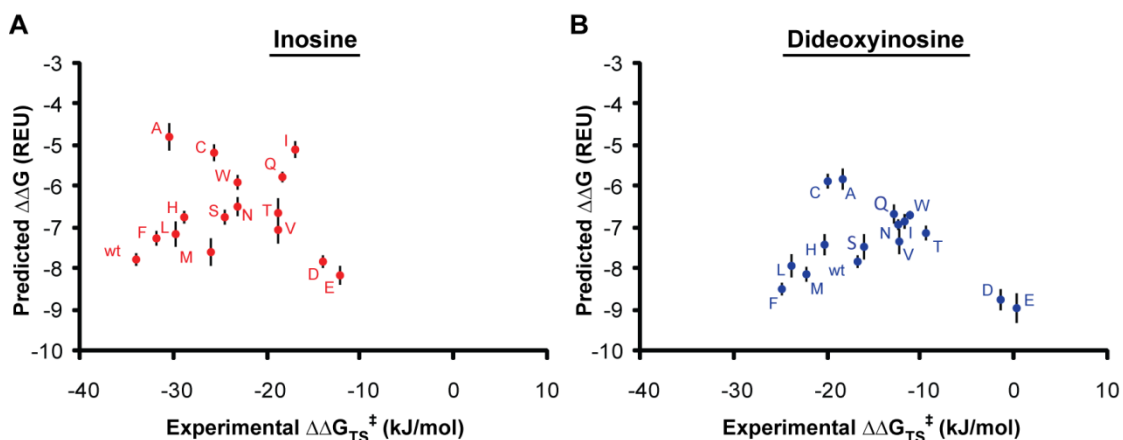 A
Inosine
Predicted ΔΔG (REU)
-3
-4
-5
-6
-7
-8
-9
-10
A
C
I
Q
W
H
S
N
T
L
V
F
wt
M
D
E
-40 -30 -20 -10 0 10
Experimental ΔΔG_TS‡ (kJ/mol)
B
Dideoxyinosine
Predicted ΔΔG (REU)
-3
-4
-5
-6
-7
-8
-9
-10
C
A
Q
W
N
I
T
H
S
V
L
wt
M
F
D
E
-40 -30 -20 -10 0 10
Experimental ΔΔG_TS‡ (kJ/mol)